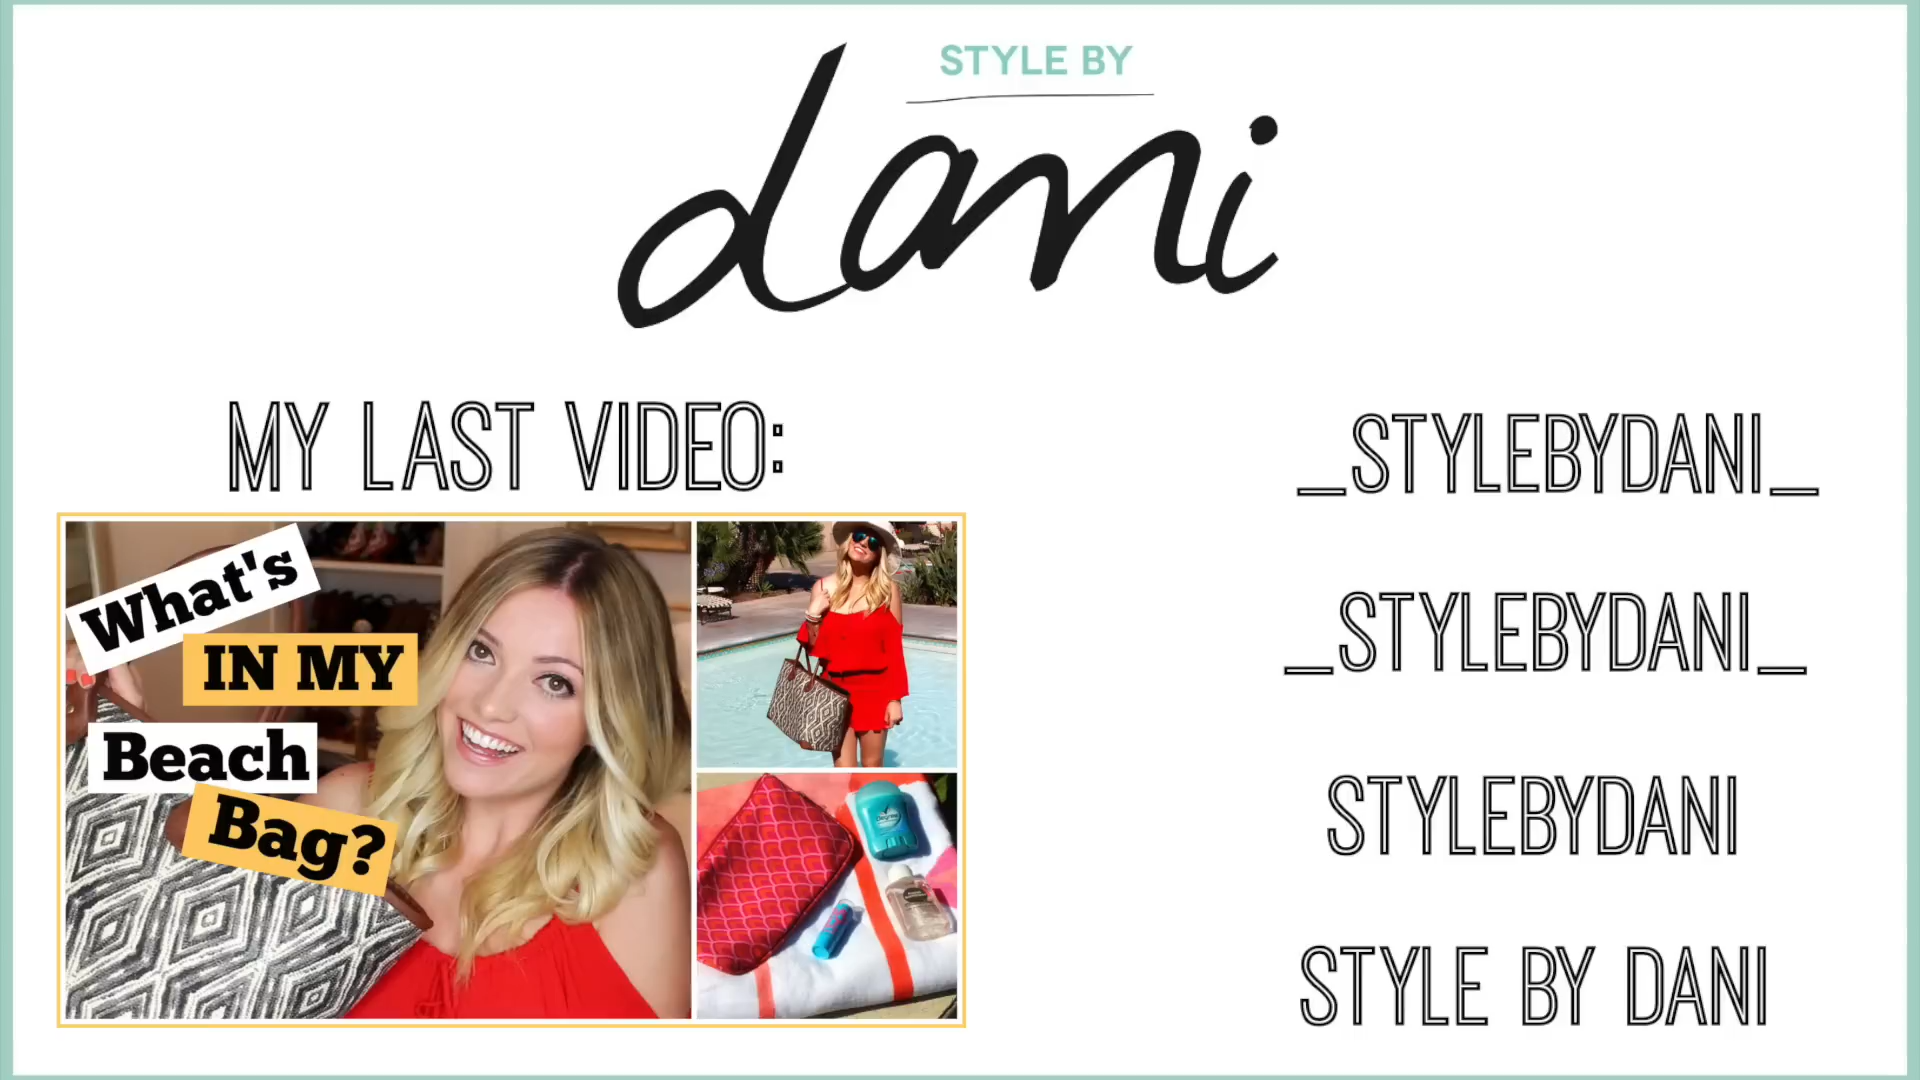 STYLE BY
dani
MY LAST VIDEO:
What's
IN MY
Beach
Bag?
_STYLEBYDANI_
_STYLEBYDANI_
STYLEBYDANI
STYLE BY DANI